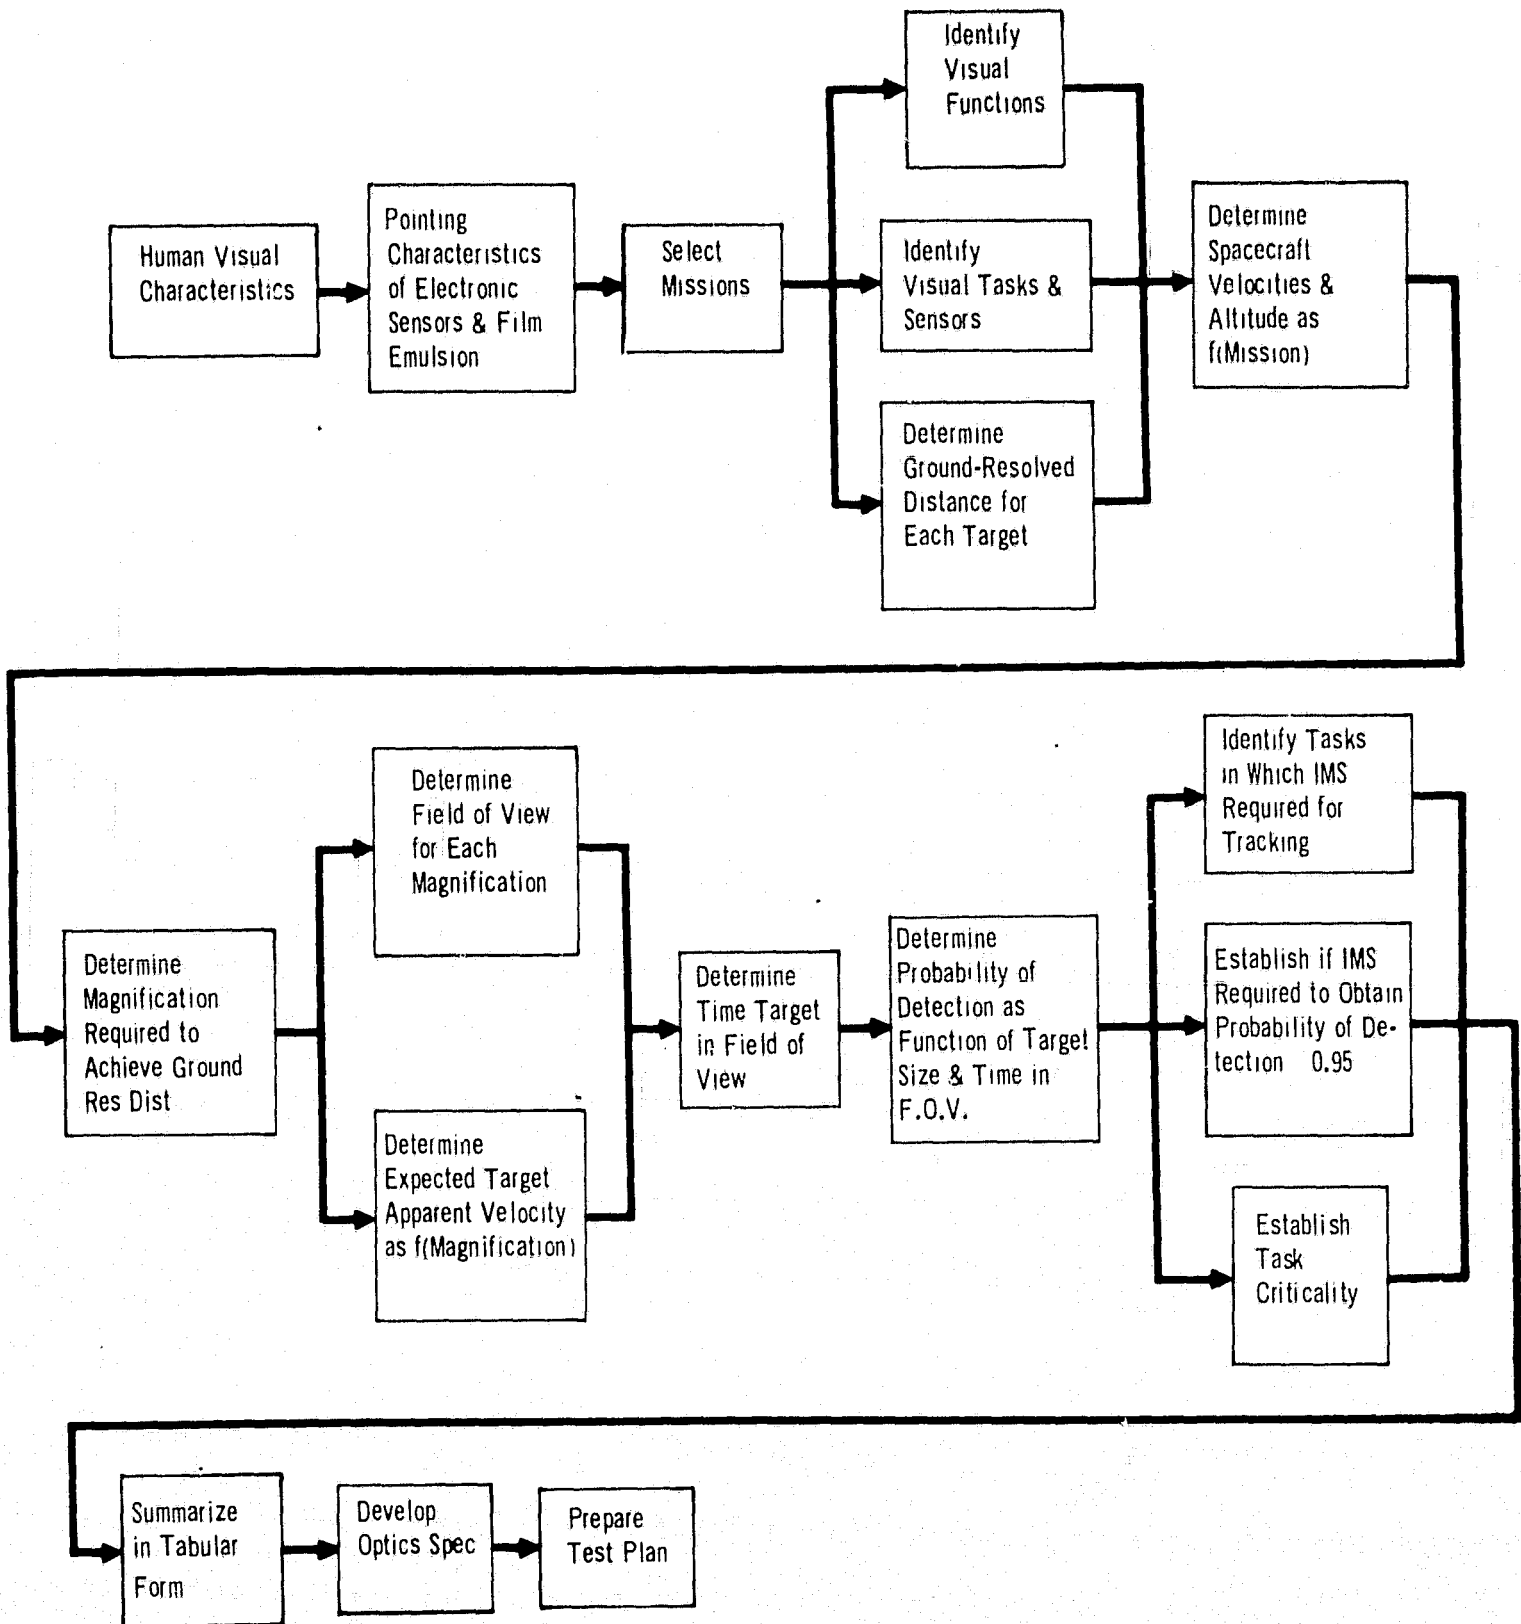 Human Visual
Characteristics
Pointing
Characteristics
of Electronic
Sensors & Film
Emulsion
Select
Missions
Identify
Visual
Functions
Identify
Visual Tasks &
Sensors
Determine
Ground-Resolved
Distance for
Each Target
Determine
Spacecraft
Velocities &
Altitude as
f(Mission)
Determine
Magnification
Required to
Achieve Ground
Res Dist
Determine
Field of View
for Each
Magnification
Determine
Expected Target
Apparent Velocity
as f(Magnification)
Determine
Time Target
in Field of
View
Determine
Probability of
Detection as
Function of Target
Size & Time in
F.O.V.
Identify Tasks
in Which IMS
Required for
Tracking
Establish if IMS
Required to Obtain
Probability of De-
tection 0.95
Establish
Task
Criticality
Summarize
in Tabular
Form
Develop
Optics Spec
Prepare
Test Plan